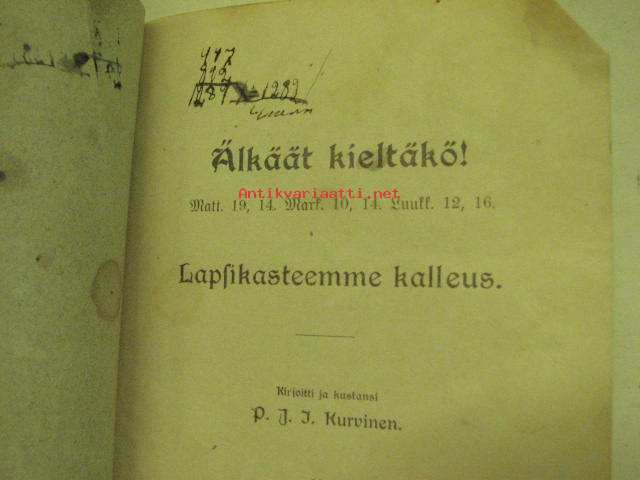 417
Älkäät kieltäkö!
Antikvariaatti.net
Matt. 19, 14. Mark. 10, 14. Luukk. 12, 16.
Lapsikasteemme kalleus.
Kirjoitti ja kustansi
P. J. I. Kurvinen.